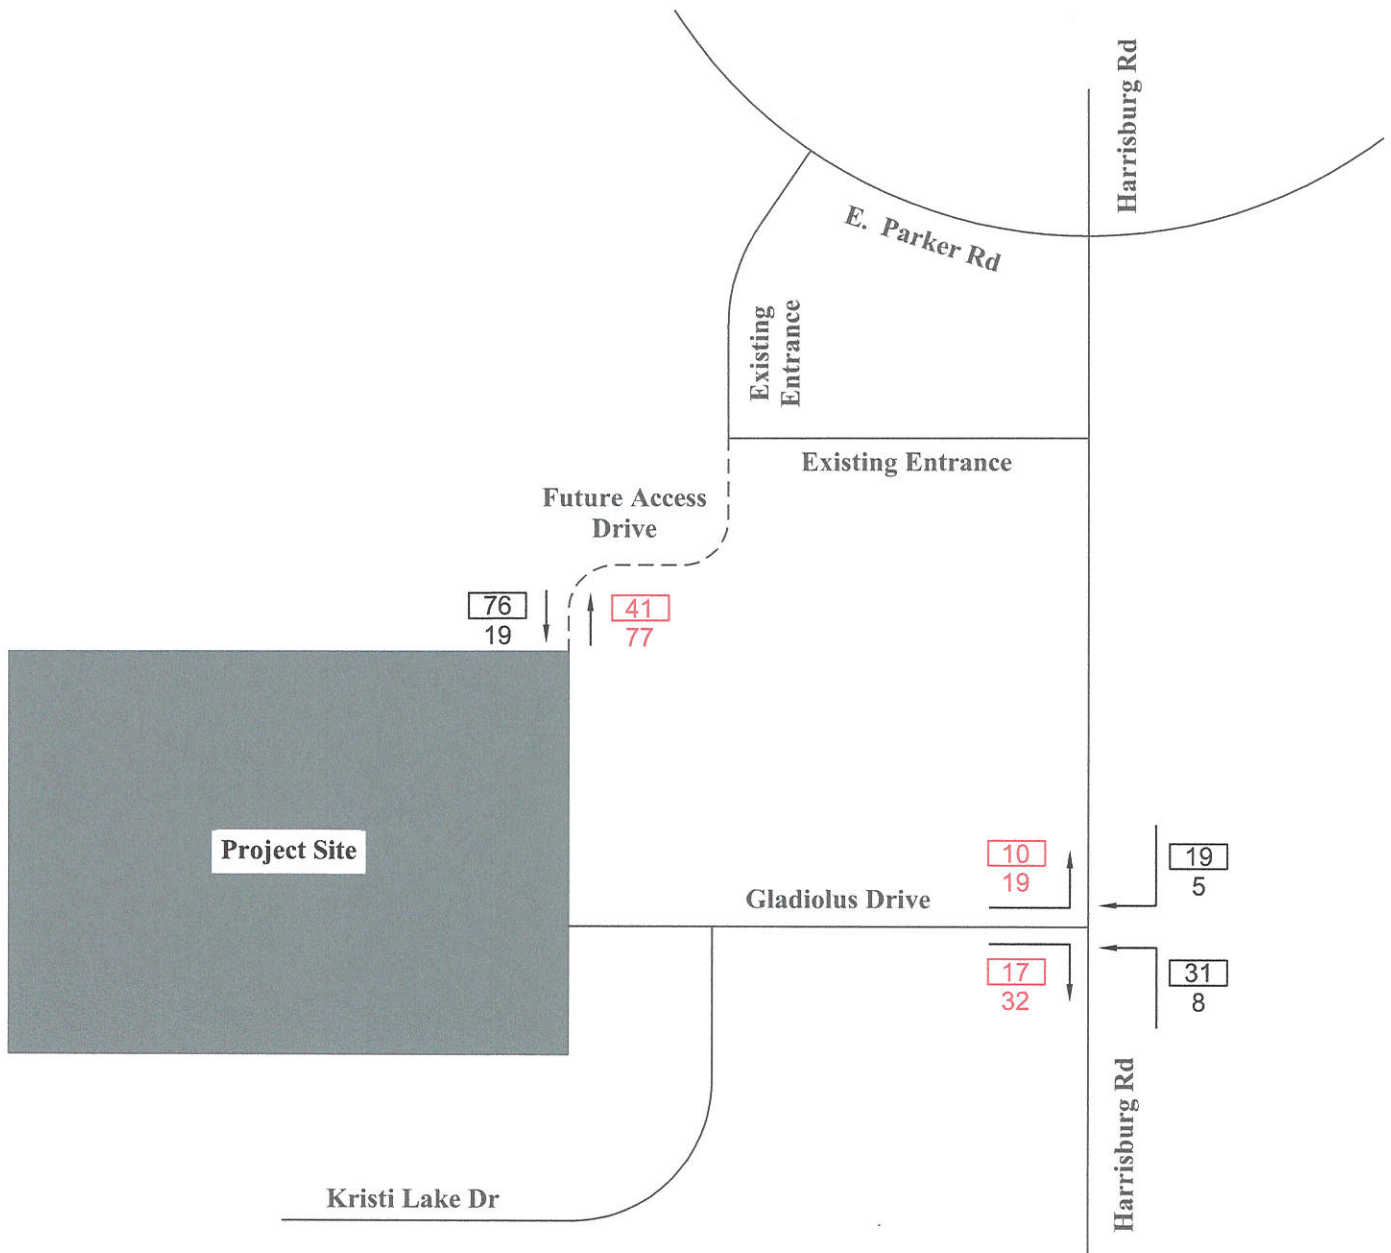 Harrisburg Rd
E. Parker Rd
Existing
Entrance
Existing Entrance
Future Access
Drive
76
19
41
77
Project Site
10
19
19
5
Gladiolus Drive
17
32
31
8
Harrisburg Rd
Kristi Lake Dr